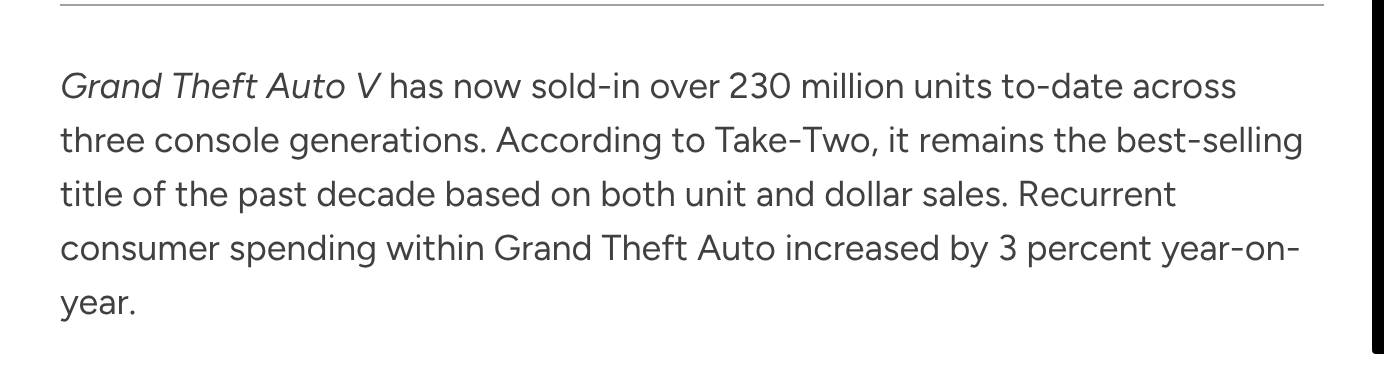 Grand Theft Auto V has now sold-in over 230 million units to-date across
three console generations. According to Take-Two, it remains the best-selling
title of the past decade based on both unit and dollar sales. Recurrent
consumer spending within Grand Theft Auto increased by 3 percent year-on-
year.